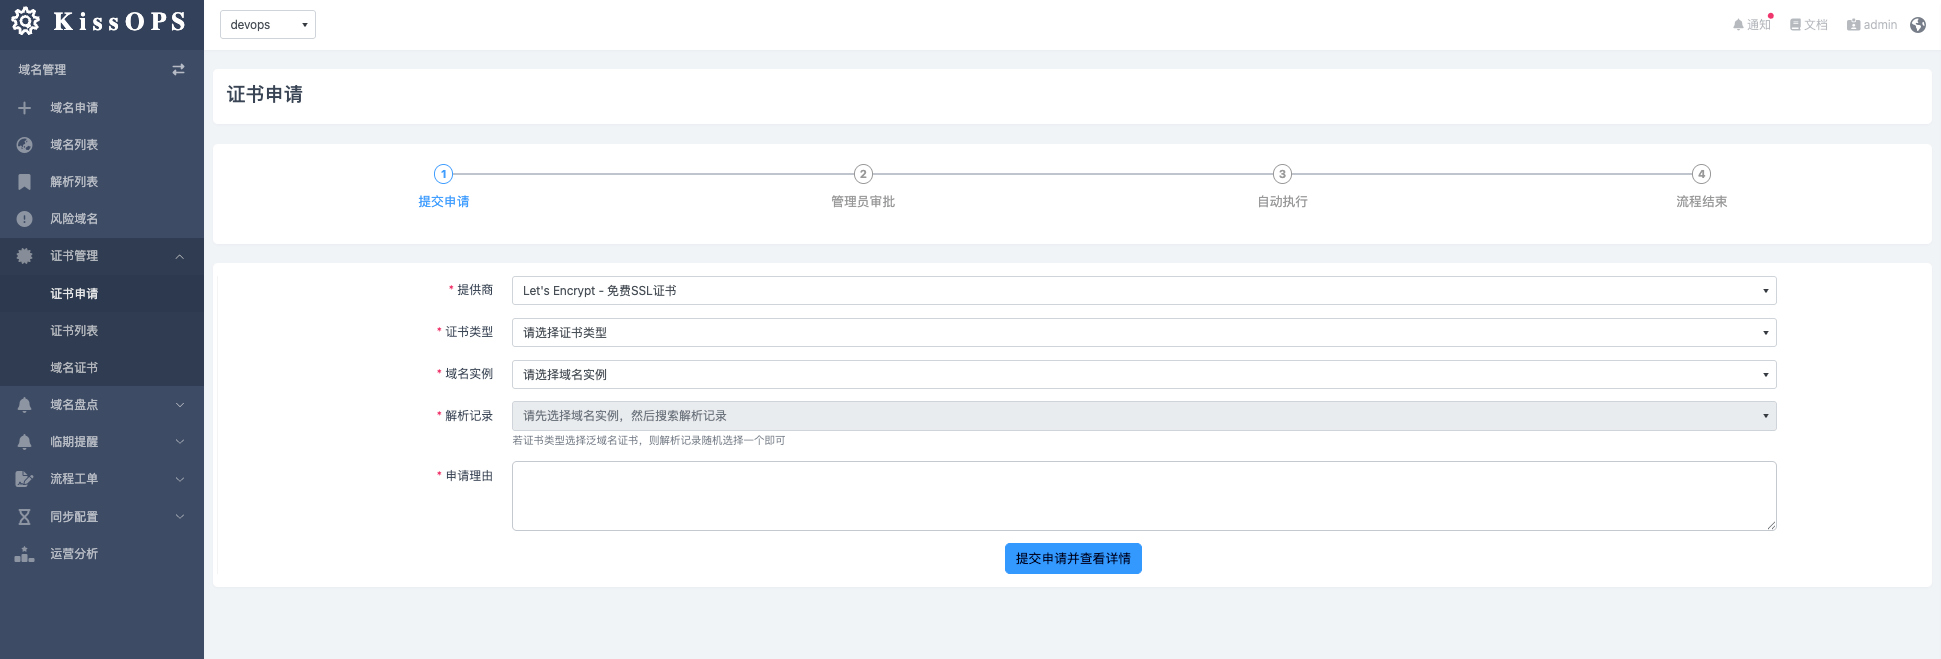 KissOPS
devops
通知
文档
admin
域名管理
域名申请
域名列表
解析列表
风险域名
证书管理
证书申请
证书列表
域名证书
域名盘点
临期提醒
流程工单
同步配置
运营分析
证书申请
1
2
3
4
提交申请
管理员审批
自动执行
流程结束
* 提供商
Let's Encrypt - 免费SSL证书
* 证书类型
请选择证书类型
* 域名实例
请选择域名实例
* 解析记录
请先选择域名实例，然后搜索解析记录
若证书类型选择泛域名证书，则解析记录随机选择一个即可
* 申请理由
提交申请并查看详情